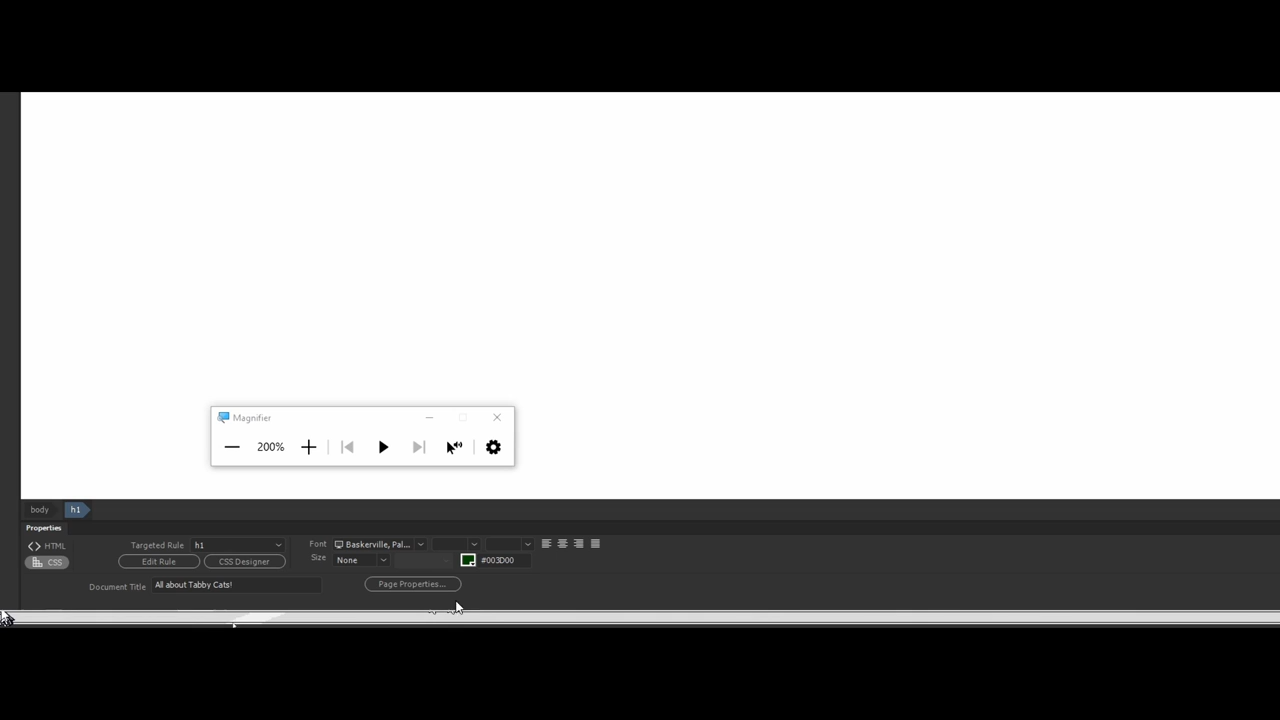 Magnifier
200%
body h1
Properties
HTML Targeted Rule h1 Font Baskerville, Pal...
CSS Edit Rule CSS Designer Size None #003D00
Document Title All about Tabby Cats! Page Properties...